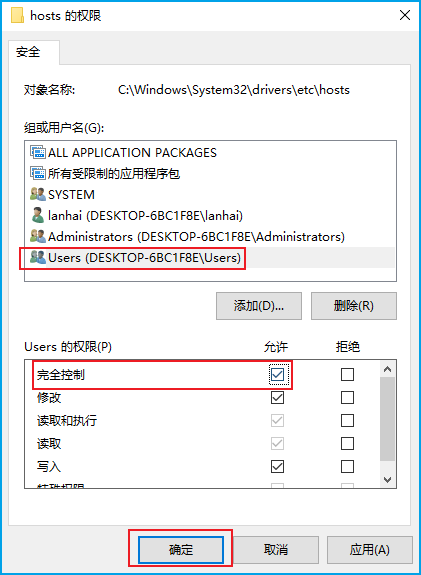 hosts 的权限
安全
对象名称: C:\Windows\System32\drivers\etc\hosts
组或用户名(G):
ALL APPLICATION PACKAGES
所有受限制的应用程序包
SYSTEM
lanhai (DESKTOP-6BC1F8E\lanhai)
Administrators (DESKTOP-6BC1F8E\Administrators)
Users (DESKTOP-6BC1F8E\Users)
添加(D)... 删除(R)
Users 的权限(P) 允许 拒绝
完全控制
修改
读取和执行
读取
写入
特殊权限
确定 取消 应用(A)